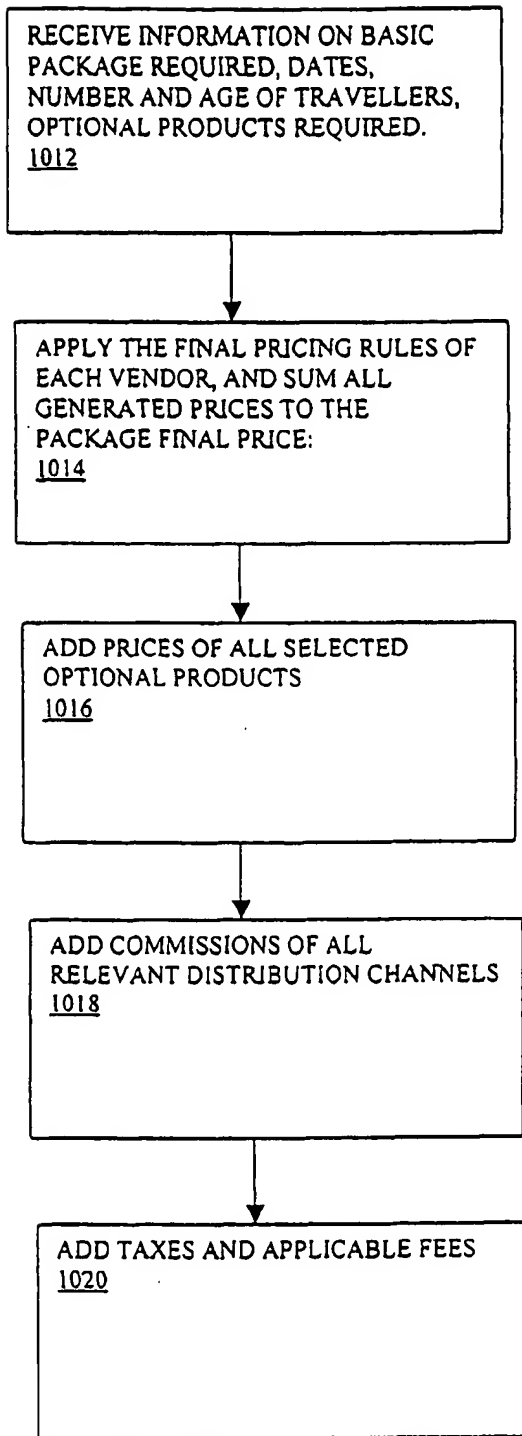 RECEIVE INFORMATION ON BASIC
PACKAGE REQUIRED, DATES,
NUMBER AND AGE OF TRAVELLERS,
OPTIONAL PRODUCTS REQUIRED.
1012
APPLY THE FINAL PRICING RULES OF
EACH VENDOR, AND SUM ALL
GENERATED PRICES TO THE
PACKAGE FINAL PRICE:
1014
ADD PRICES OF ALL SELECTED
OPTIONAL PRODUCTS
1016
ADD COMMISSIONS OF ALL
RELEVANT DISTRIBUTION CHANNELS
1018
ADD TAXES AND APPLICABLE FEES
1020